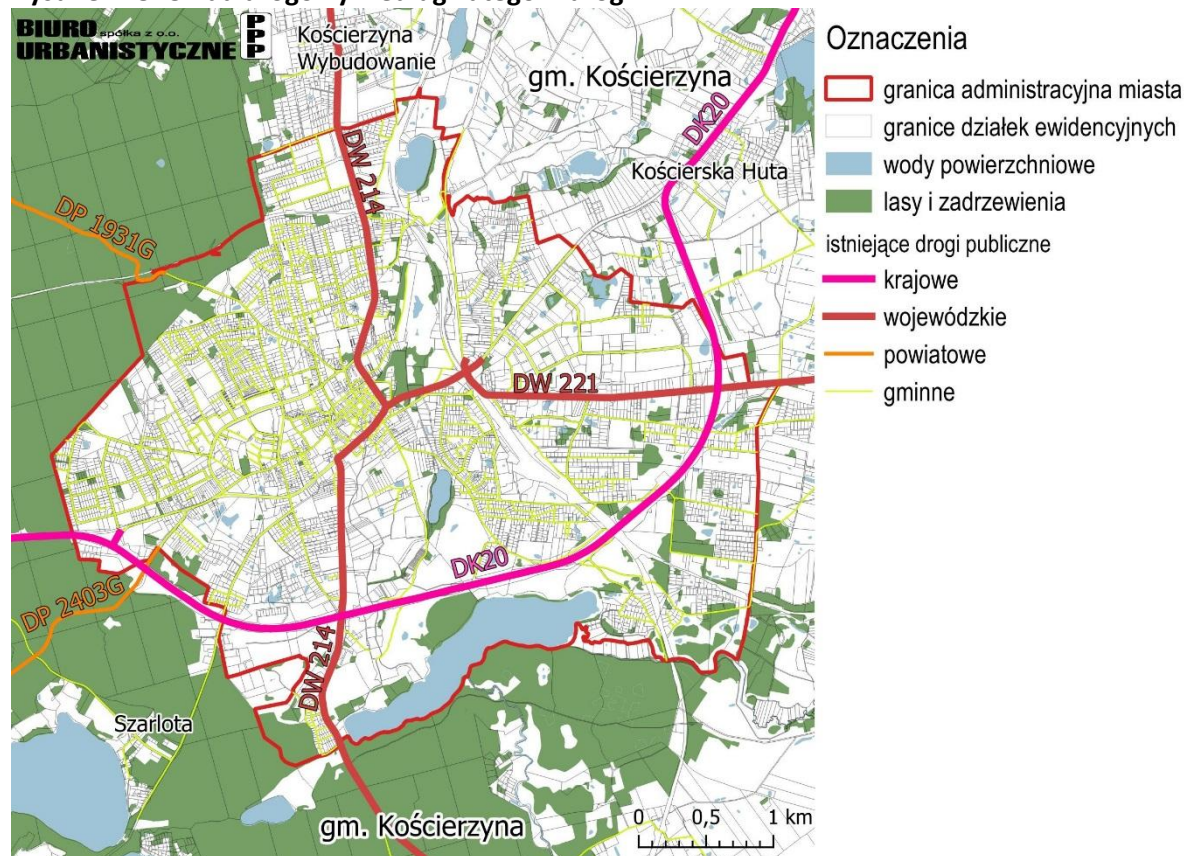 BIURO spółka z o.o.
URBANISTYCZNE PPP
Kościerzyna
Wybudowanie
gm. Kościerzyna
DK20
DW 214
Kościerska Huta
DP 1931G
DW 221
DK20
DP 2403G
DW 214
Szarlota
gm. Kościerzyna
0 0,5 1 km
Oznaczenia
granica administracyjna miasta
granice działek ewidencyjnych
wody powierzchniowe
lasy i zadrzewienia
istniejące drogi publiczne
krajowe
wojewódzkie
powiatowe
gminne